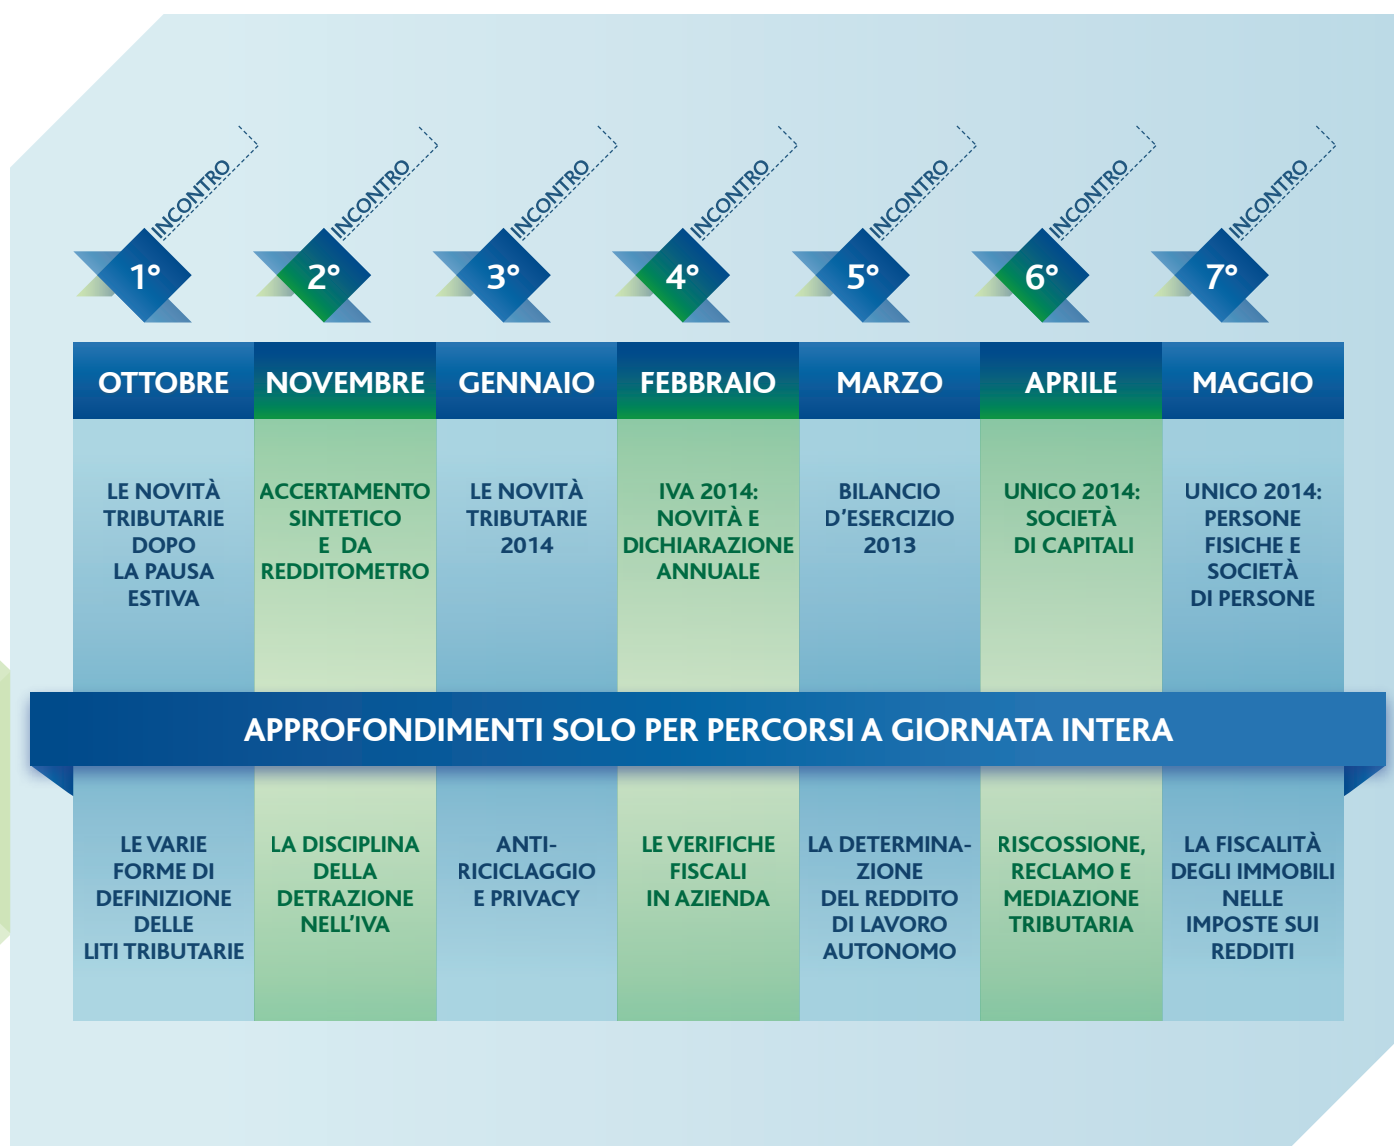 INCONTRO
INCONTRO
INCONTRO
INCONTRO
INCONTRO
INCONTRO
INCONTRO
1°
2°
3°
4°
5°
6°
7°
OTTOBRE
NOVEMBRE
GENNAIO
FEBBRAIO
MARZO
APRILE
MAGGIO
LE NOVITÀ
TRIBUTARIE
DOPO
LA PAUSA
ESTIVA
ACCERTAMENTO
SINTETICO
E DA
REDDITOMETRO
LE NOVITÀ
TRIBUTARIE
2014
IVA 2014:
NOVITÀ E
DICHIARAZIONE
ANNUALE
BILANCIO
D'ESERCIZIO
2013
UNICO 2014:
SOCIETÀ
DI CAPITALI
UNICO 2014:
PERSONE
FISICHE E
SOCIETÀ
DI PERSONE
APPROFONDIMENTI SOLO PER PERCORSI A GIORNATA INTERA
LE VARIE
FORME DI
DEFINIZIONE
DELLE
LITI TRIBUTARIE
LA DISCIPLINA
DELLA
DETRAZIONE
NELL'IVA
ANTI-
RICICLAGGIO
E PRIVACY
LE VERIFICHE
FISCALI
IN AZIENDA
LA DETERMINA-
ZIONE
DEL REDDITO
DI LAVORO
AUTONOMO
RISCOSSIONE,
RECLAMO E
MEDIAZIONE
TRIBUTARIA
LA FISCALITÀ
DEGLI IMMOBILI
NELLE
IMPOSTE SUI
REDDITI